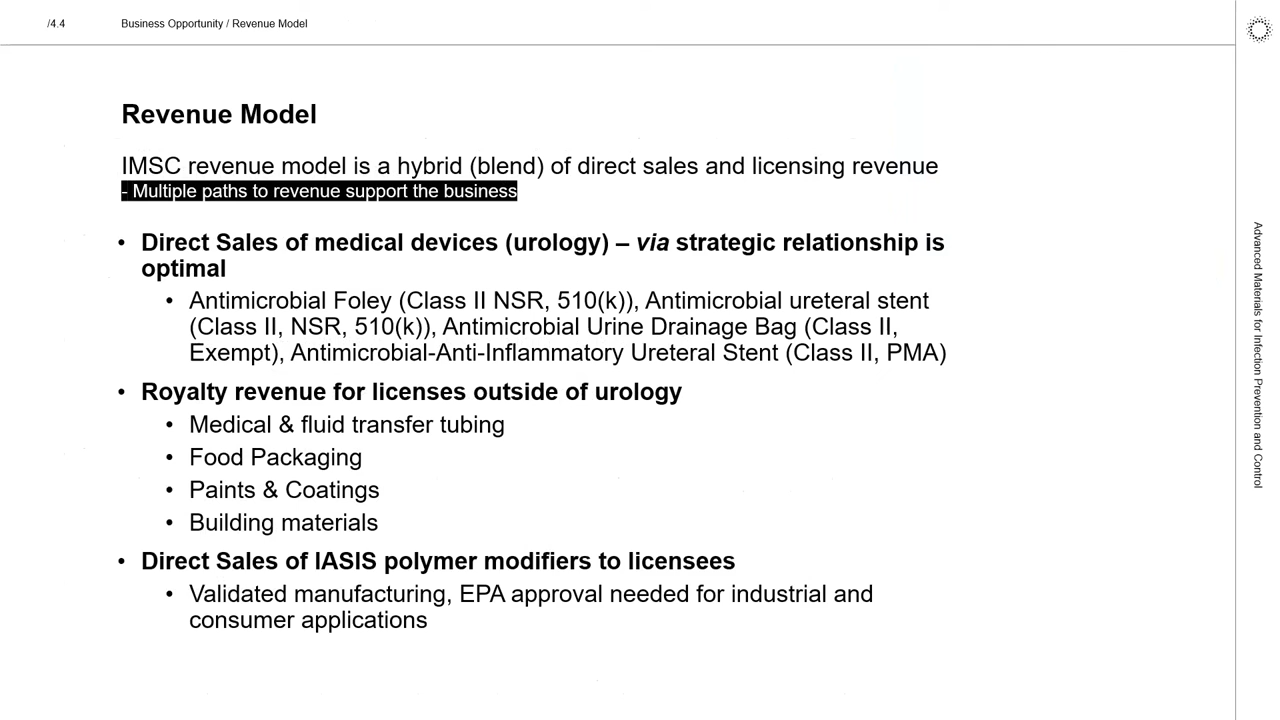 /4.4
Business Opportunity / Revenue Model
Revenue Model
IMSC revenue model is a hybrid (blend) of direct sales and licensing revenue
- Multiple paths to revenue support the business
• Direct Sales of medical devices (urology) – via strategic relationship is
optimal
• Antimicrobial Foley (Class II NSR, 510(k)), Antimicrobial ureteral stent
(Class II, NSR, 510(k)), Antimicrobial Urine Drainage Bag (Class II,
Exempt), Antimicrobial-Anti-Inflammatory Ureteral Stent (Class II, PMA)
• Royalty revenue for licenses outside of urology
• Medical & fluid transfer tubing
• Food Packaging
• Paints & Coatings
• Building materials
• Direct Sales of IASIS polymer modifiers to licensees
• Validated manufacturing, EPA approval needed for industrial and
consumer applications
Advanced Materials for Infection Prevention and Control